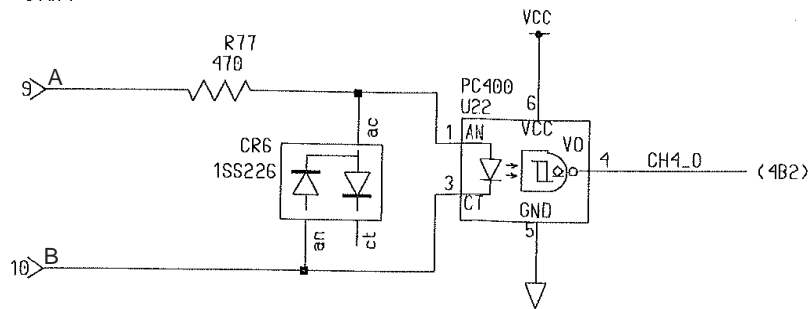 VCC
R77
470
9 A
PC400
U22
6
ac
1 AN
VCC
VO
CR6
1SS226
4 CH4_0 (4B2)
3
CT
GND
5
an
ct
10 B